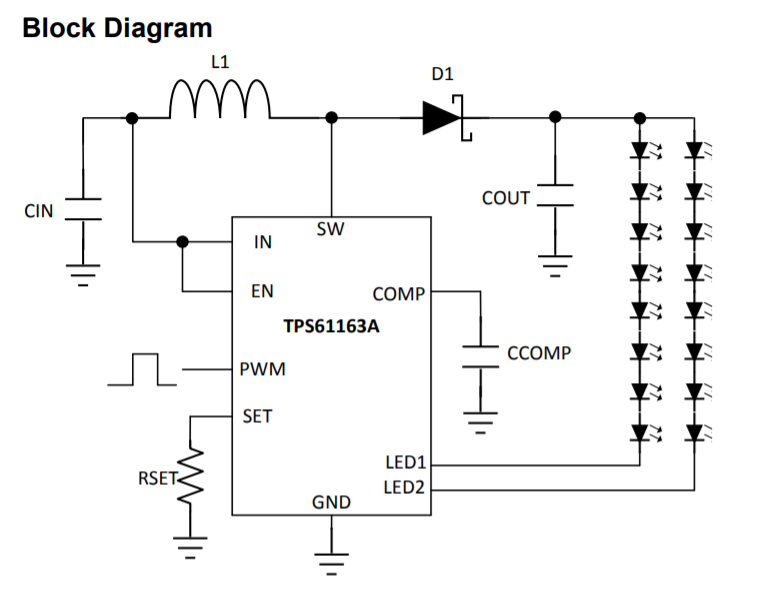 Block Diagram
L1
D1
CIN
COUT
SW
IN
EN
COMP
TPS61163A
CCOMP
PWM
SET
RSET
LED1
LED2
GND